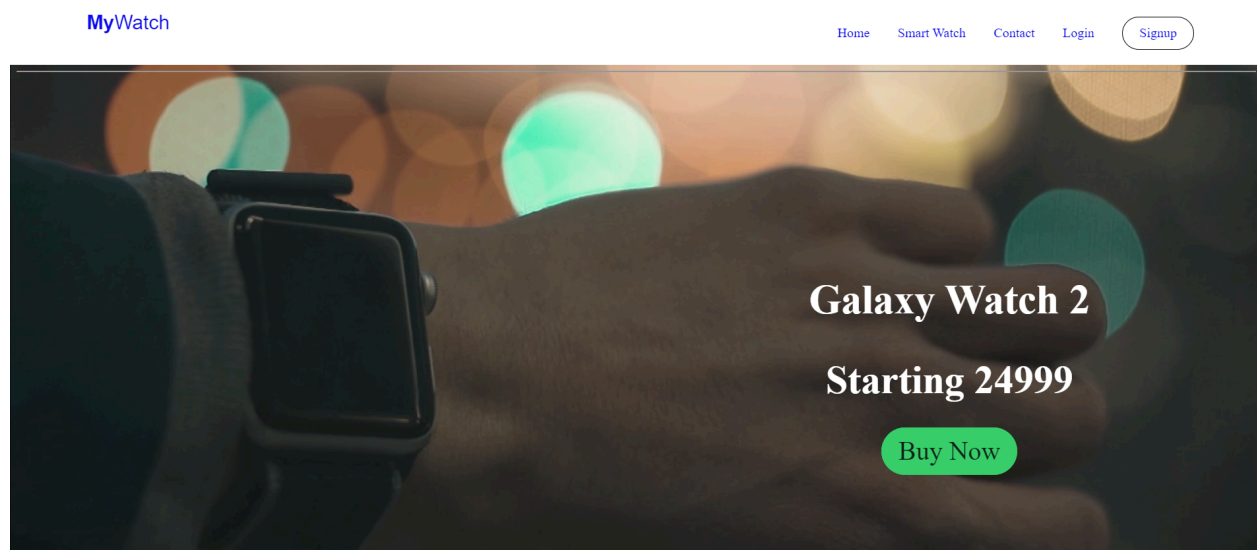 MyWatch
Home Smart Watch Contact Login Signup
Galaxy Watch 2
Starting 24999
Buy Now